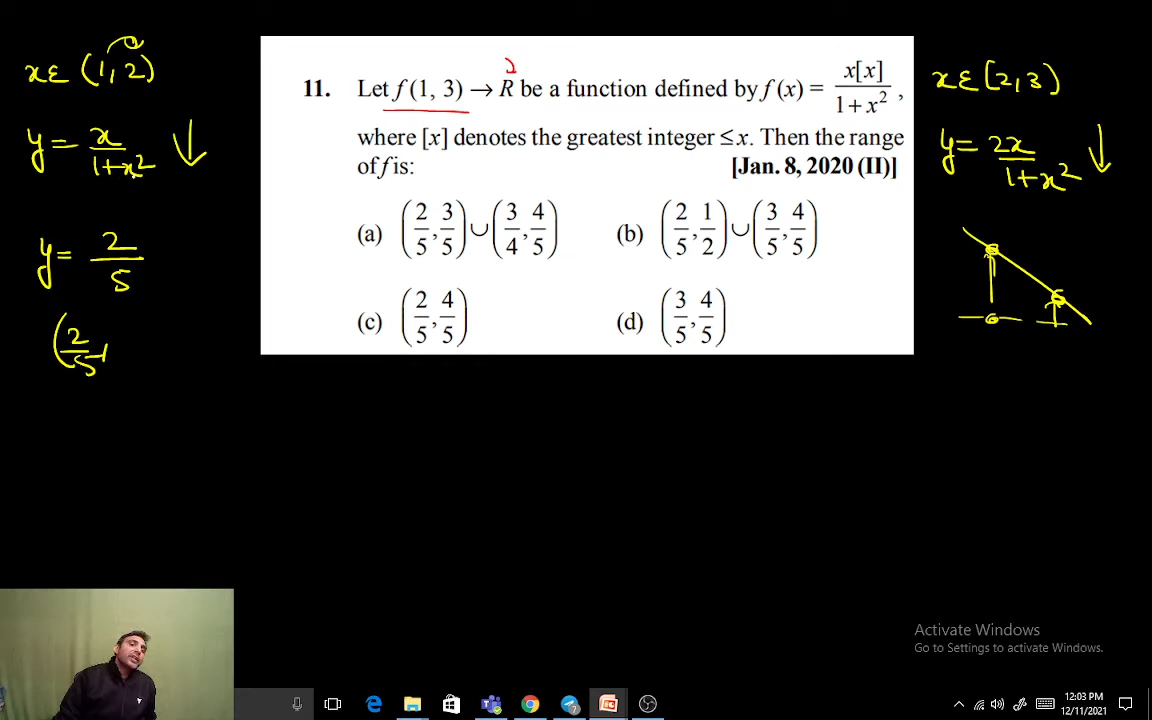 x ∈ (1, 2)
y = x/(1+x²) ↓
y = 2/5
(2/5,
11. Let f (1, 3) → R be a function defined by f (x) = x[x]/(1+x²) ,
where [x] denotes the greatest integer ≤ x. Then the range
of f is: [Jan. 8, 2020 (II)]
(a) (2/5, 3/5) ∪ (3/4, 4/5) (b) (2/5, 1/2) ∪ (3/5, 4/5)
(c) (2/5, 4/5) (d) (3/5, 4/5)
x ∈ [2, 3)
y = 2x/(1+x²) ↓
Activate Windows
Go to Settings to activate Windows.
12:03 PM
12/11/2021